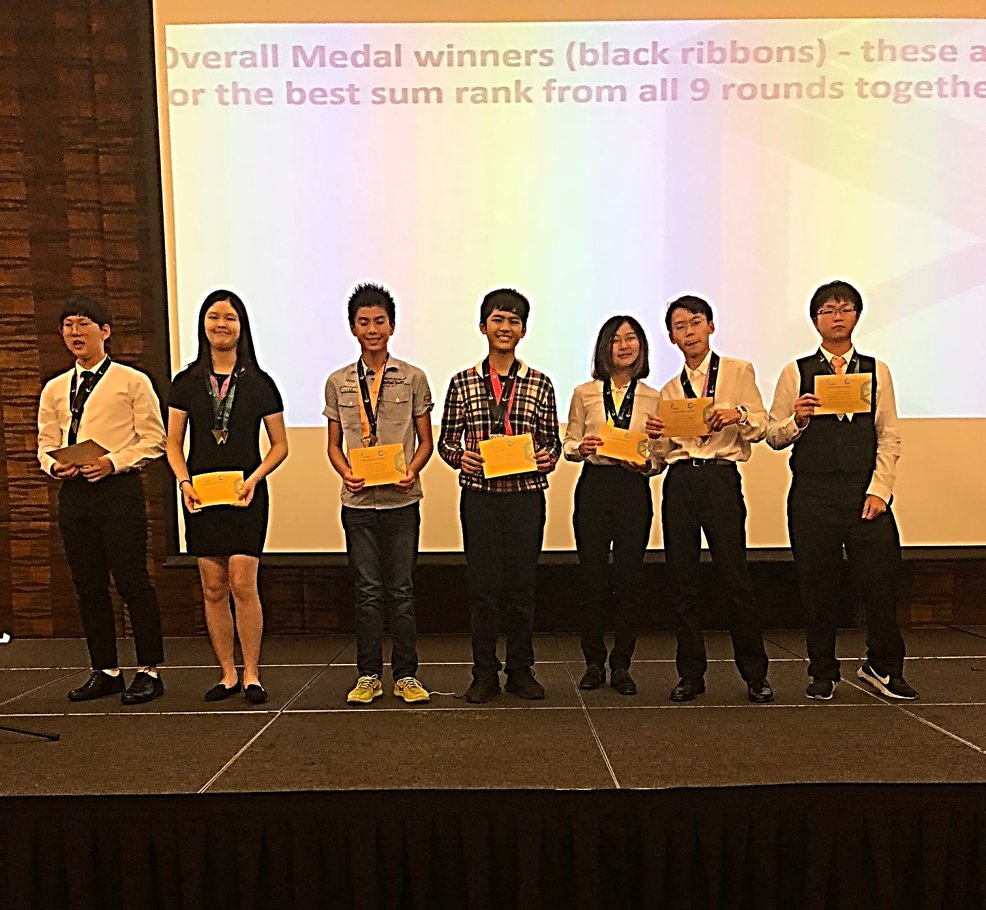 Overall Medal winners (black ribbons) - these a
or the best sum rank from all 9 rounds togethe